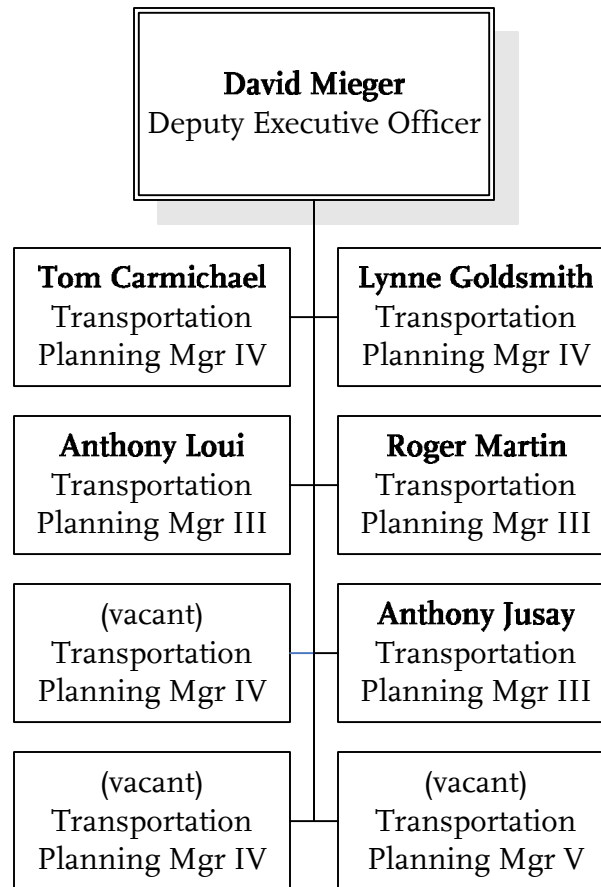 David Mieger
Deputy Executive Officer
Tom Carmichael
Transportation
Planning Mgr IV
Lynne Goldsmith
Transportation
Planning Mgr IV
Anthony Loui
Transportation
Planning Mgr III
Roger Martin
Transportation
Planning Mgr III
(vacant)
Transportation
Planning Mgr IV
Anthony Jusay
Transportation
Planning Mgr III
(vacant)
Transportation
Planning Mgr IV
(vacant)
Transportation
Planning Mgr V